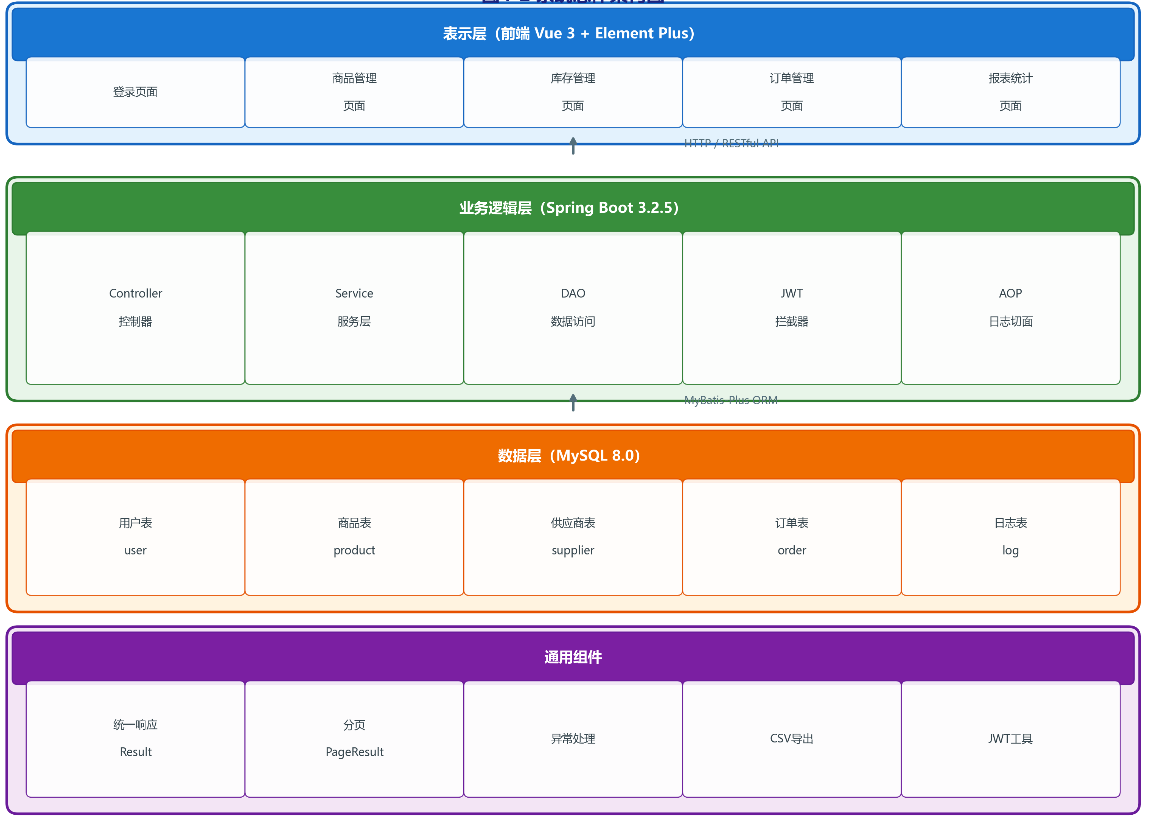 表示层（前端 Vue 3 + Element Plus）
登录页面
商品管理
页面
库存管理
页面
订单管理
页面
报表统计
页面
HTTP / RESTful API
业务逻辑层（Spring Boot 3.2.5）
Controller
控制器
Service
服务层
DAO
数据访问
JWT
拦截器
AOP
日志切面
MyBatis-Plus ORM
数据层（MySQL 8.0）
用户表
user
商品表
product
供应商表
supplier
订单表
order
日志表
log
通用组件
统一响应
Result
分页
PageResult
异常处理
CSV导出
JWT工具